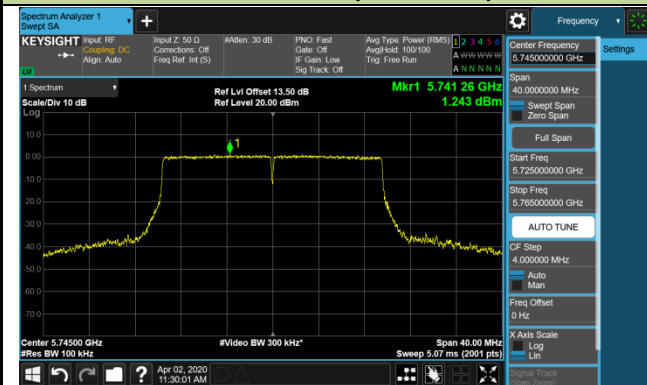 Spectrum Analyzer 1
Swept SA
+
Frequency
KEYSIGHT
Input: RF
Coupling: DC
Align: Auto
Input Z: 50 Ω
Corrections: Off
Freq Ref: Int (S)
#Atten: 30 dB
PNO: Fast
Gate: Off
IF Gain: Low
Sig Track: Off
Avg Type: Power (RMS)
Avg|Hold: 100/100
Trig: Free Run
1 2 3 4 5 6
A W W W W W
A N N N N N
LXI
1 Spectrum
Scale/Div 10 dB
Log
Ref Lvl Offset 13.50 dB
Ref Level 20.00 dBm
Mkr1 5.741 26 GHz
1.243 dBm
10.0
0.00
-10.0
-20.0
-30.0
-40.0
-50.0
-60.0
-70.0
1
Center 5.74500 GHz
#Res BW 100 kHz
#Video BW 300 kHz*
Span 40.00 MHz
Sweep 5.07 ms (2001 pts)
Center Frequency
5.745000000 GHz
Settings
Span
40.0000000 MHz
Swept Span
Zero Span
Full Span
Start Freq
5.725000000 GHz
Stop Freq
5.765000000 GHz
AUTO TUNE
CF Step
4.000000 MHz
Auto
Man
Freq Offset
0 Hz
X Axis Scale
Log
Lin
Signal Track
(Span Zoom)
?
Apr 02, 2020
11:30:01 AM